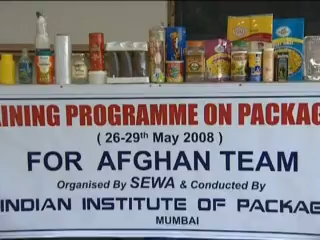 AINING PROGRAMME ON PACKAG
( 26-29th May 2008 )
FOR AFGHAN TEAM
Organised By SEWA & Conducted By
INDIAN INSTITUTE OF PACKAG
MUMBAI